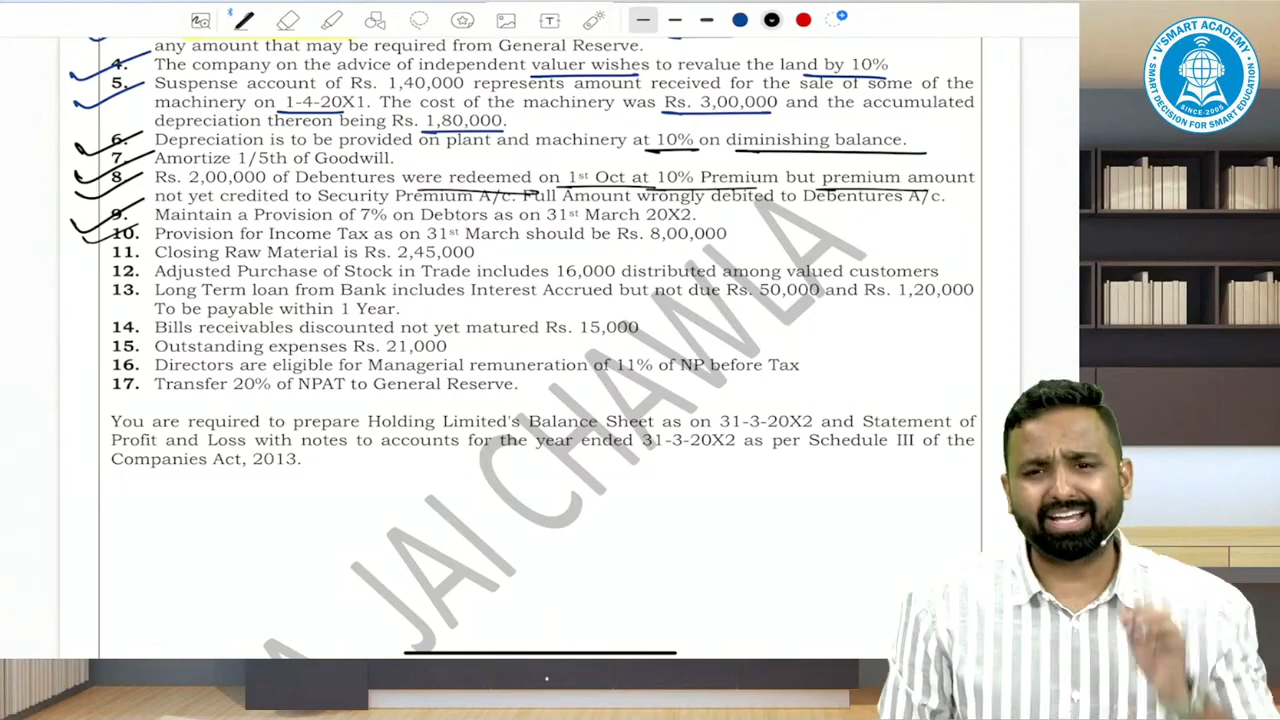 any amount that may be required from General Reserve.
4. The company on the advice of independent valuer wishes to revalue the land by 10%
5. Suspense account of Rs. 1,40,000 represents amount received for the sale of some of the
machinery on 1-4-20X1. The cost of the machinery was Rs. 3,00,000 and the accumulated
depreciation thereon being Rs. 1,80,000.
6. Depreciation is to be provided on plant and machinery at 10% on diminishing balance.
7. Amortize 1/5th of Goodwill.
8. Rs. 2,00,000 of Debentures were redeemed on 1st Oct at 10% Premium but premium amount
not yet credited to Security Premium A/c. Full Amount wrongly debited to Debentures A/c.
9. Maintain a Provision of 7% on Debtors as on 31st March 20X2.
10. Provision for Income Tax as on 31st March should be Rs. 8,00,000
11. Closing Raw Material is Rs. 2,45,000
12. Adjusted Purchase of Stock in Trade includes 16,000 distributed among valued customers
13. Long Term loan from Bank includes Interest Accrued but not due Rs. 50,000 and Rs. 1,20,000
To be payable within 1 Year.
14. Bills receivables discounted not yet matured Rs. 15,000
15. Outstanding expenses Rs. 21,000
16. Directors are eligible for Managerial remuneration of 11% of NP before Tax
17. Transfer 20% of NPAT to General Reserve.
You are required to prepare Holding Limited's Balance Sheet as on 31-3-20X2 and Statement of
Profit and Loss with notes to accounts for the year ended 31-3-20X2 as per Schedule III of the
Companies Act, 2013.
A JAI CHAWLA
V'SMART ACADEMY
SMART DECISION FOR SMART EDUCATION
SINCE-2005